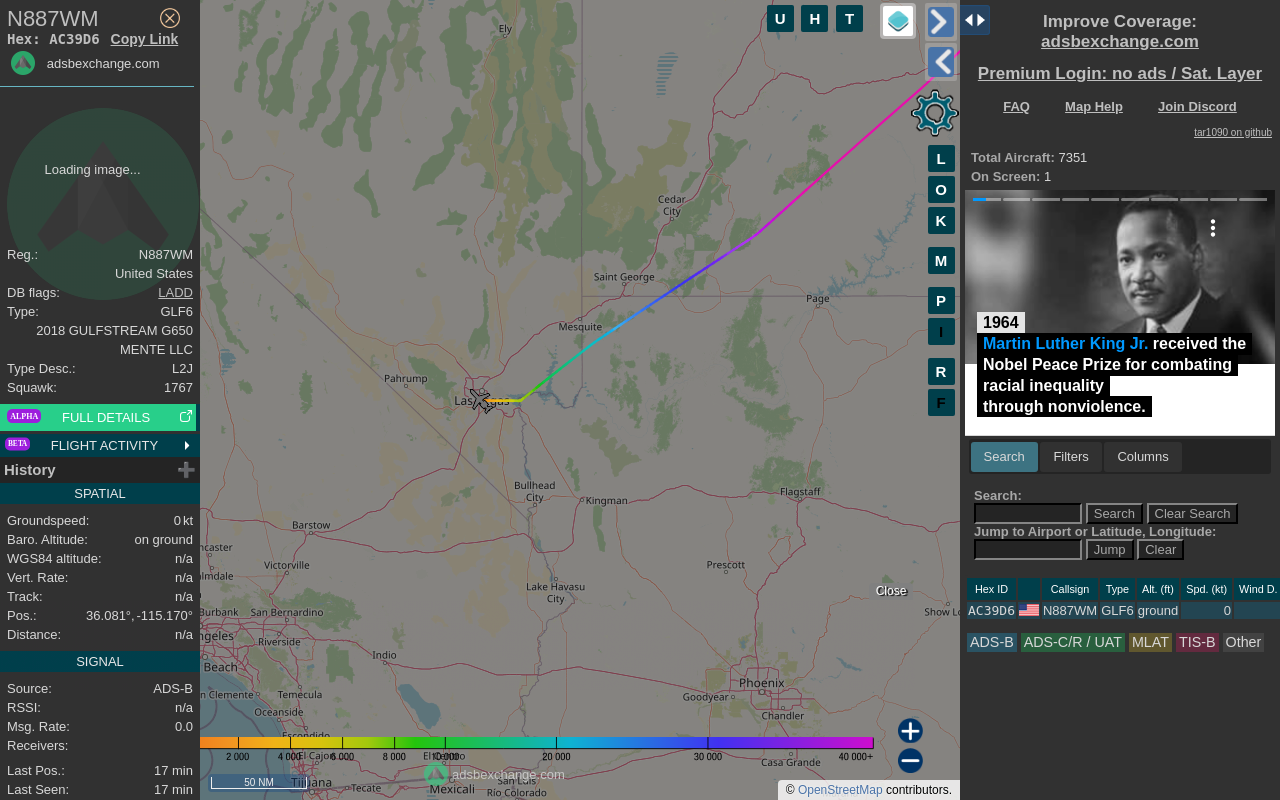 N887WM
Hex: AC39D6 Copy Link
adsbexchange.com
Loading image...
Reg.: N887WM
United States
DB flags: LADD
Type: GLF6
2018 GULFSTREAM G650
MENTE LLC
Type Desc.: L2J
Squawk: 1767
ALPHA FULL DETAILS
BETA FLIGHT ACTIVITY
History
SPATIAL
Groundspeed: 0 kt
Baro. Altitude: on ground
WGS84 altitude: n/a
Vert. Rate: n/a
Track: n/a
Pos.: 36.081°, -115.170°
Distance: n/a
SIGNAL
Source: ADS-B
RSSI: n/a
Msg. Rate: 0.0
Receivers:
Last Pos.: 17 min
Last Seen: 17 min
U H T
L
O
K
M
P
I
R
F
Ely
Cedar
City
Saint George
Page
Mesquite
Pahrump
Bullhead
City
Kingman
Flagstaff
Barstow
Victorville
Prescott
Lake Havasu
City
Burbank
San Bernardino
Show Lo
Riverside
Beach
Indio
n Clemente
Temecula
Phoenix
Goodyear
Oceanside
Chandler
Escondido
El Cajon
Casa Grande
Tijuana
Tecate
Mexicali
San Luis
Río Colorado
Close
2 000 4 000 6 000 8 000 10 000 20 000 30 000 40 000+
adsbexchange.com
50 NM
© OpenStreetMap contributors.
Improve Coverage:
adsbexchange.com
Premium Login: no ads / Sat. Layer
FAQ Map Help Join Discord
tar1090 on github
Total Aircraft: 7351
On Screen: 1
1964
Martin Luther King Jr. received the
Nobel Peace Prize for combating
racial inequality
through nonviolence.
Search Filters Columns
Search:
Search Clear Search
Jump to Airport or Latitude, Longitude:
Jump Clear
Hex ID Callsign Type Alt. (ft) Spd. (kt) Wind D.
AC39D6 N887WM GLF6 ground 0
ADS-B ADS-C/R / UAT MLAT TIS-B Other